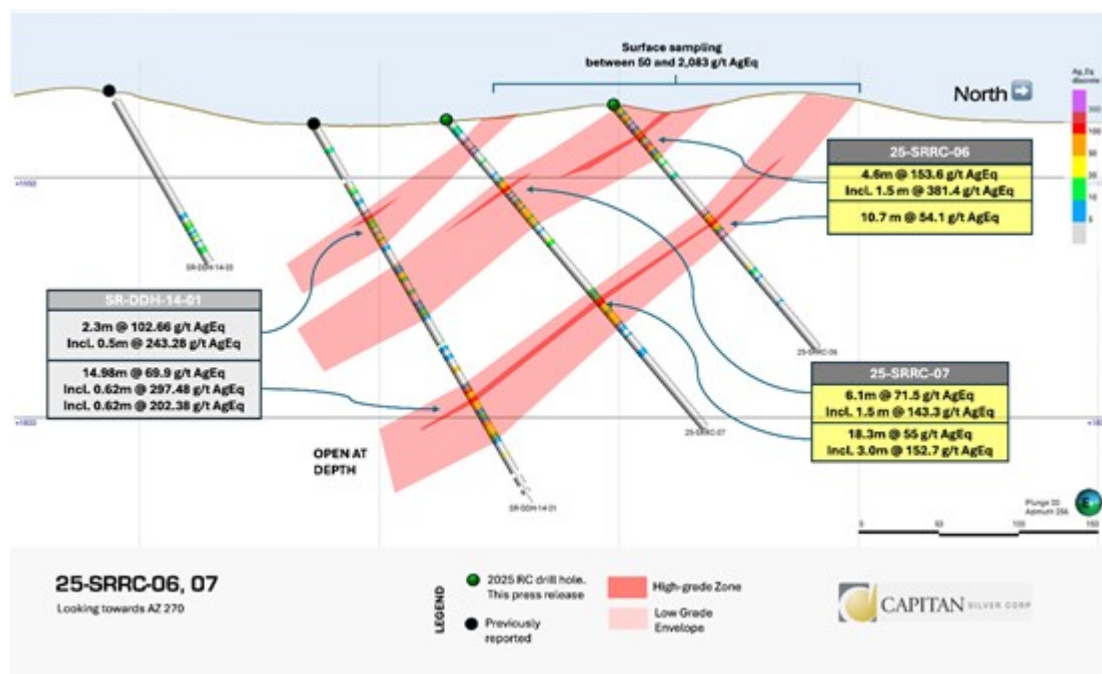 Surface sampling
between 50 and 2,083 g/t AgEq
North
Ag_Eq
discrete
25-SRRC-06
4.6m @ 153.6 g/t AgEq
Incl. 1.5 m @ 381.4 g/t AgEq
10.7 m @ 54.1 g/t AgEq
SR-DDH-14-01
2.3m @ 102.66 g/t AgEq
Incl. 0.5m @ 243.28 g/t AgEq
14.98m @ 69.9 g/t AgEq
Incl. 0.62m @ 297.48 g/t AgEq
Incl. 0.62m @ 202.38 g/t AgEq
25-SRRC-06
25-SRRC-07
6.1m @ 71.5 g/t AgEq
Incl. 1.5 m @ 143.3 g/t AgEq
18.3m @ 55 g/t AgEq
Incl. 3.0m @ 152.7 g/t AgEq
25-SRRC-07
OPEN AT
DEPTH
SR-DDH-14-01
E
0 50 100 150
25-SRRC-06, 07
Looking towards AZ 270
LEGEND
2025 RC drill hole.
This press release
Previously
reported
High-grade Zone
Low Grade
Envelope
CAPITAN SILVER CORP